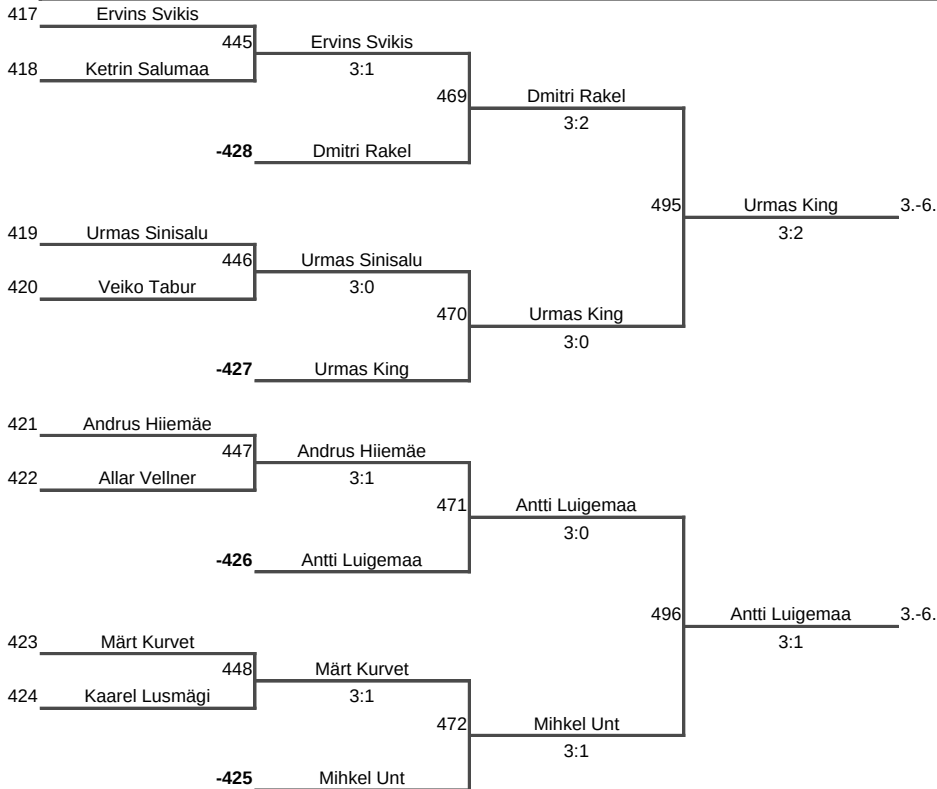 417 Ervins Svikis
445 Ervins Svikis
418 Ketrin Salumaa 3:1
469 Dmitri Rakel
3:2
-428 Dmitri Rakel
495 Urmas King 3.-6.
3:2
419 Urmas Sinisalu
446 Urmas Sinisalu
420 Veiko Tabur 3:0
470 Urmas King
3:0
-427 Urmas King
421 Andrus Hiiemäe
447 Andrus Hiiemäe
422 Allar Vellner 3:1
471 Antti Luigemaa
3:0
-426 Antti Luigemaa
496 Antti Luigemaa 3.-6.
3:1
423 Märt Kurvet
448 Märt Kurvet
424 Kaarel Lusmägi 3:1
472 Mihkel Unt
3:1
-425 Mihkel Unt